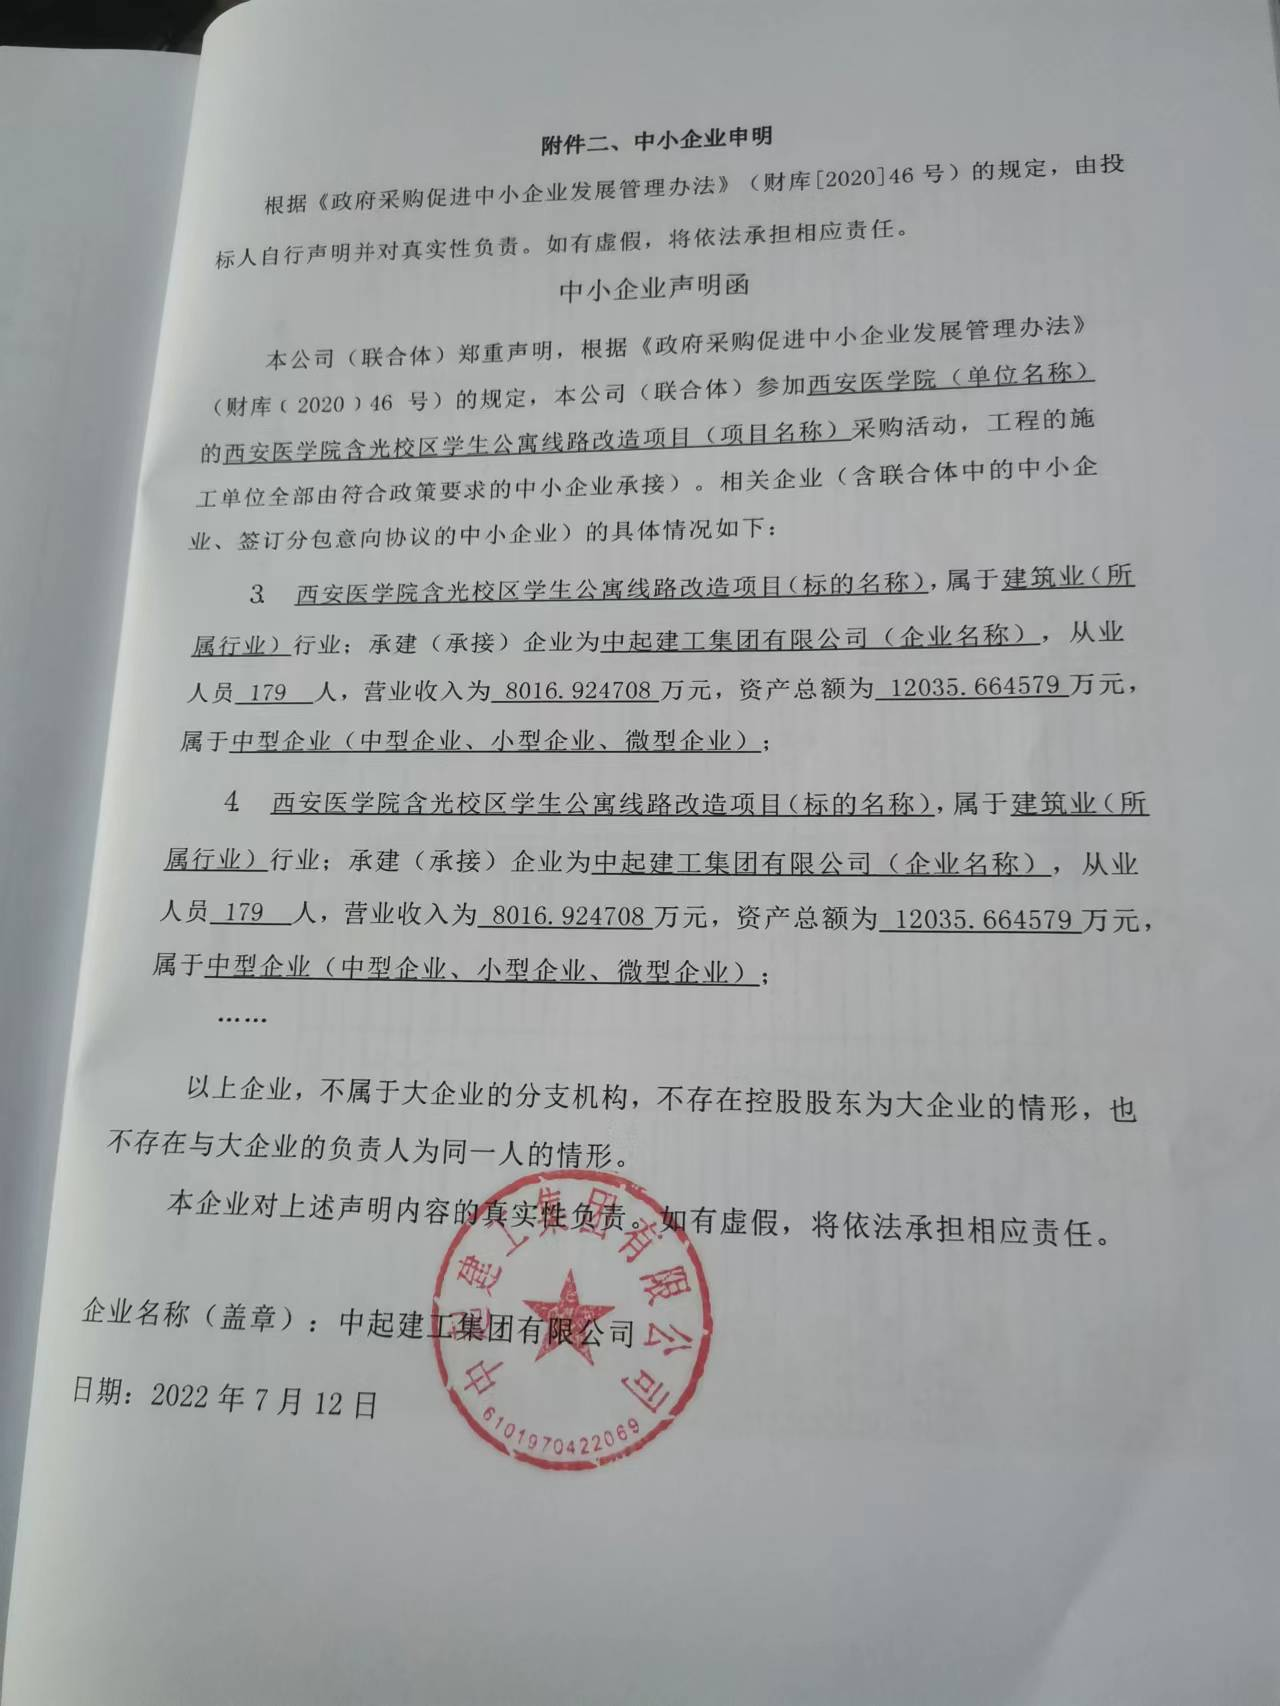 附件二、中小企业申明
根据《政府采购促进中小企业发展管理办法》（财库[2020]46 号）的规定，由投
标人自行声明并对真实性负责。如有虚假，将依法承担相应责任。
中小企业声明函
本公司（联合体）郑重声明，根据《政府采购促进中小企业发展管理办法》
（财库﹝2020﹞46 号）的规定，本公司（联合体）参加西安医学院（单位名称）
的西安医学院含光校区学生公寓线路改造项目（项目名称）采购活动，工程的施
工单位全部由符合政策要求的中小企业承接）。相关企业（含联合体中的中小企
业、签订分包意向协议的中小企业）的具体情况如下：
3. 西安医学院含光校区学生公寓线路改造项目（标的名称），属于建筑业（所
属行业）行业；承建（承接）企业为中起建工集团有限公司（企业名称），从业
人员 179 人，营业收入为 8016.924708 万元，资产总额为 12035.664579 万元，
属于中型企业（中型企业、小型企业、微型企业）；
4. 西安医学院含光校区学生公寓线路改造项目（标的名称），属于建筑业（所
属行业）行业；承建（承接）企业为中起建工集团有限公司（企业名称），从业
人员 179 人，营业收入为 8016.924708 万元，资产总额为 12035.664579 万元，
属于中型企业（中型企业、小型企业、微型企业）；
……
以上企业，不属于大企业的分支机构，不存在控股股东为大企业的情形，也
不存在与大企业的负责人为同一人的情形。
本企业对上述声明内容的真实性负责。如有虚假，将依法承担相应责任。
企业名称（盖章）：中起建工集团有限公司
日期：2022 年 7 月 12 日
中起建工集团有限公司
6101970422069